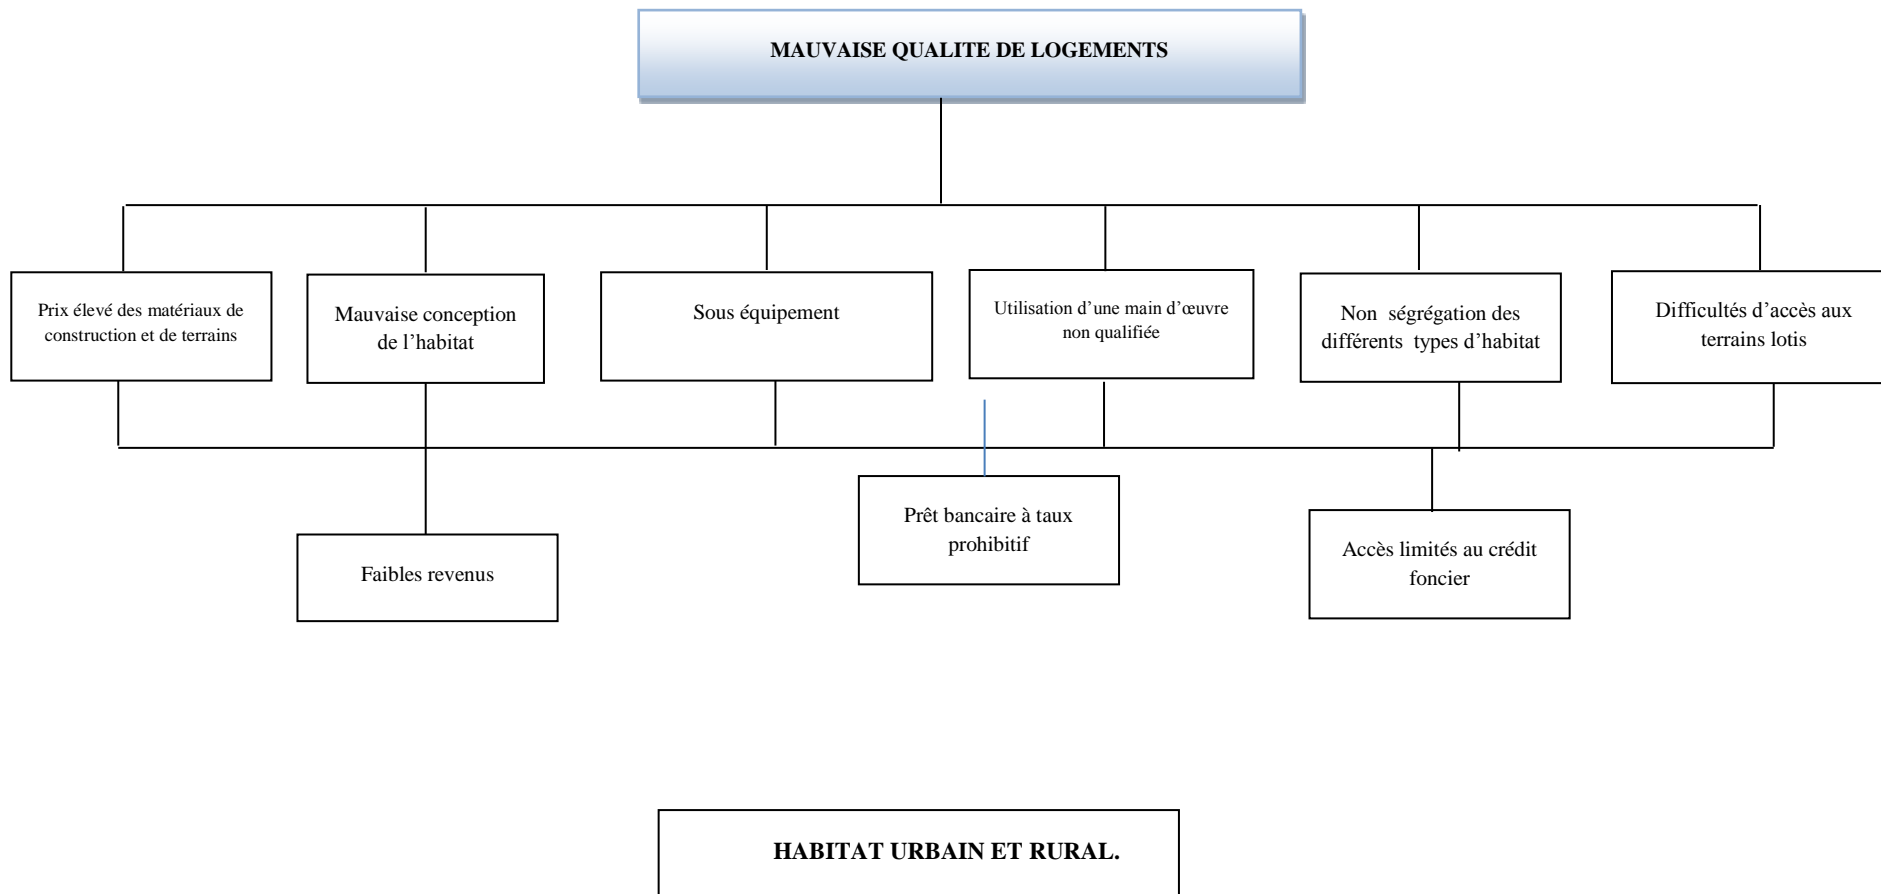 MAUVAISE QUALITE DE LOGEMENTS
Prix élevé des matériaux de
construction et de terrains
Mauvaise conception
de l’habitat
Sous équipement
Utilisation d’une main d’œuvre
non qualifiée
Non ségrégation des
différents types d’habitat
Difficultés d’accès aux
terrains lotis
Faibles revenus
Prêt bancaire à taux
prohibitif
Accès limités au crédit
foncier
HABITAT URBAIN ET RURAL.